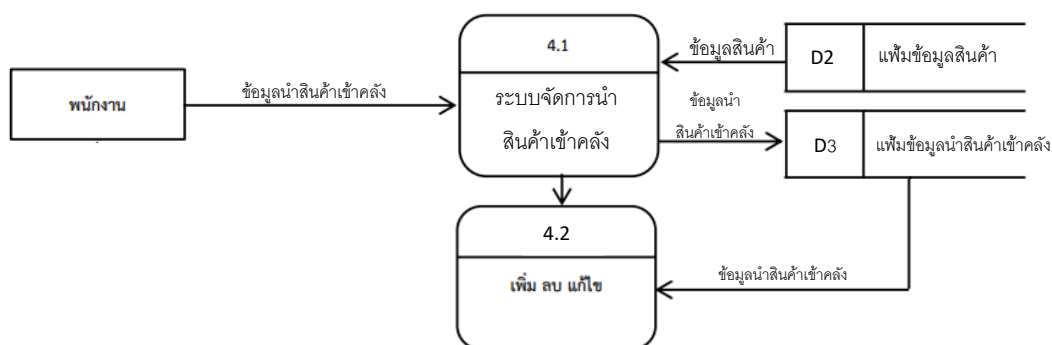 พนักงาน
ข้อมูลนำสินค้าเข้าคลัง
4.1
ระบบจัดการนำ
สินค้าเข้าคลัง
ข้อมูลสินค้า
D2
แฟ้มข้อมูลสินค้า
ข้อมูลนำ
สินค้าเข้าคลัง
D3
แฟ้มข้อมูลนำสินค้าเข้าคลัง
4.2
เพิ่ม ลบ แก้ไข
ข้อมูลนำสินค้าเข้าคลัง